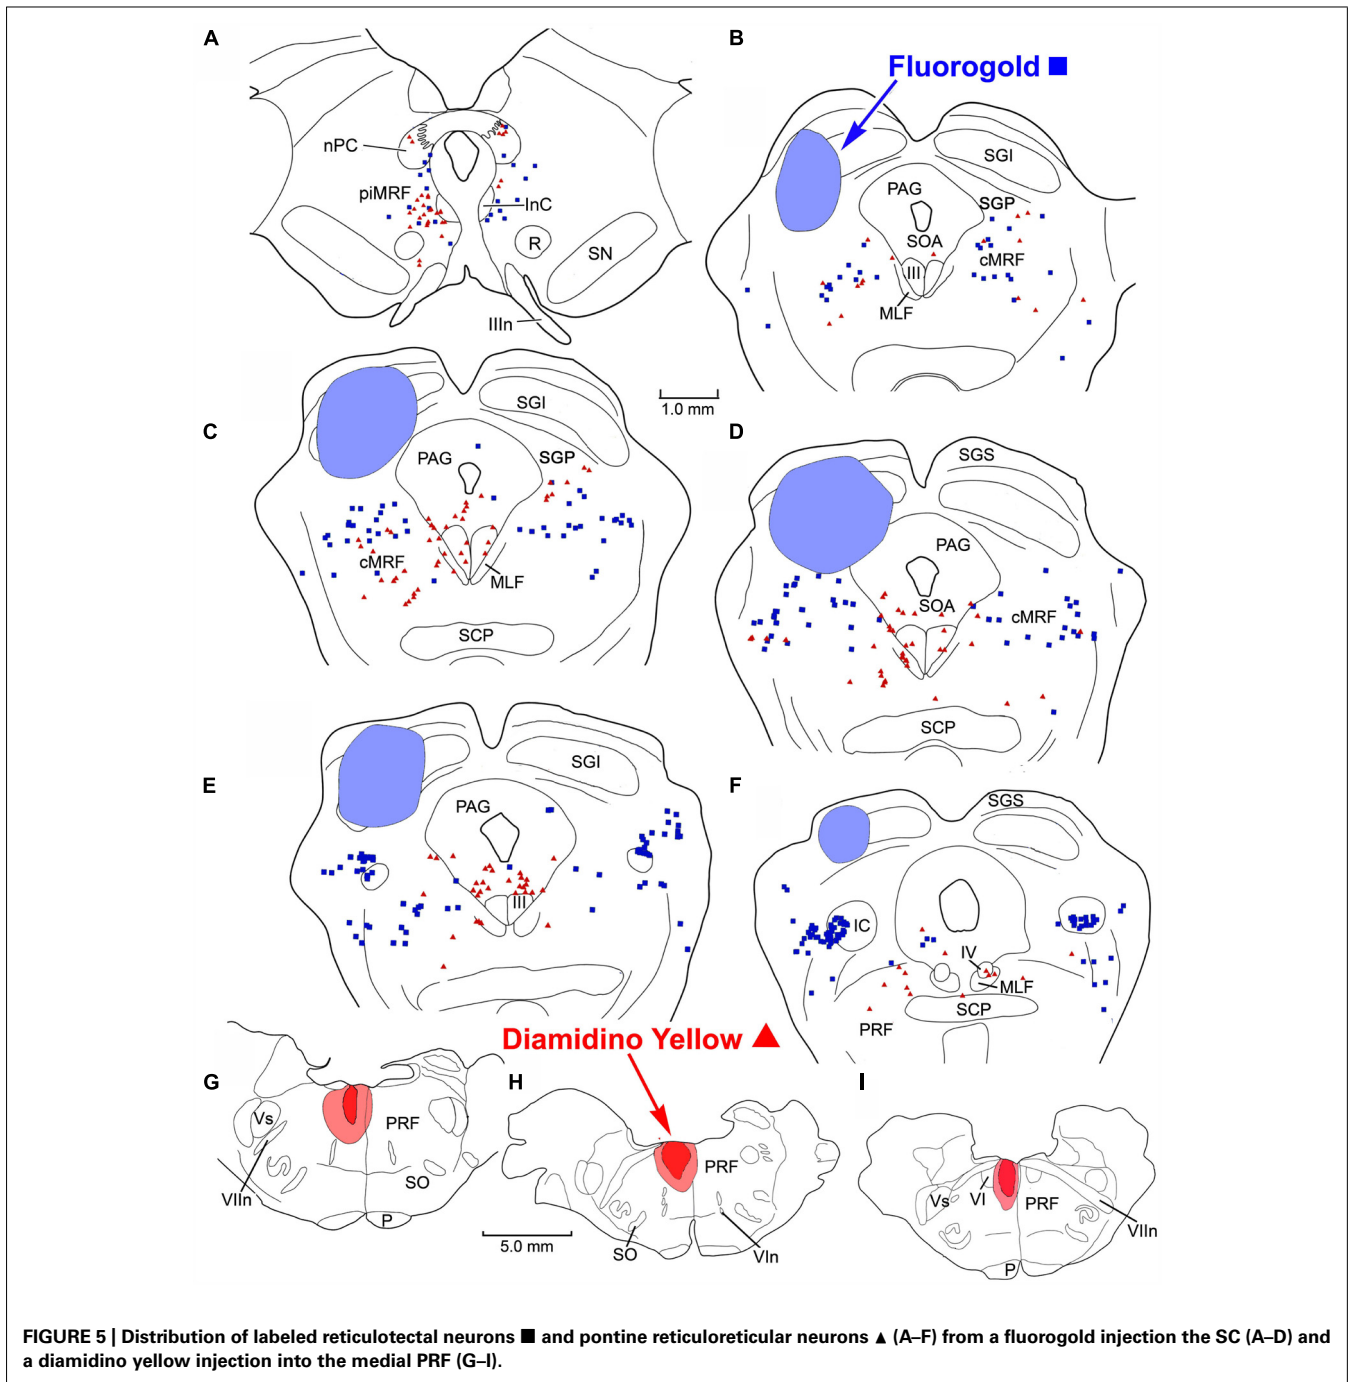 A
nPC
piMRF
InC
R
SN
IIIn
B
Fluorogold ■
SGI
PAG
SGP
SOA
cMRF
III
MLF
1.0 mm
C
SGI
PAG
SGP
cMRF
MLF
SCP
D
SGS
PAG
SOA
cMRF
SCP
E
SGI
PAG
III
F
SGS
IC
IV
MLF
SCP
PRF
Diamidino Yellow ▲
G
Vs
PRF
VIIn
SO
P
5.0 mm
H
PRF
SO
VIn
I
Vs
VI
PRF
VIIn
P
FIGURE 5 | Distribution of labeled reticulotectal neurons ■ and pontine reticuloreticular neurons ▲ (A–F) from a fluorogold injection the SC (A–D) and
a diamidino yellow injection into the medial PRF (G–I).